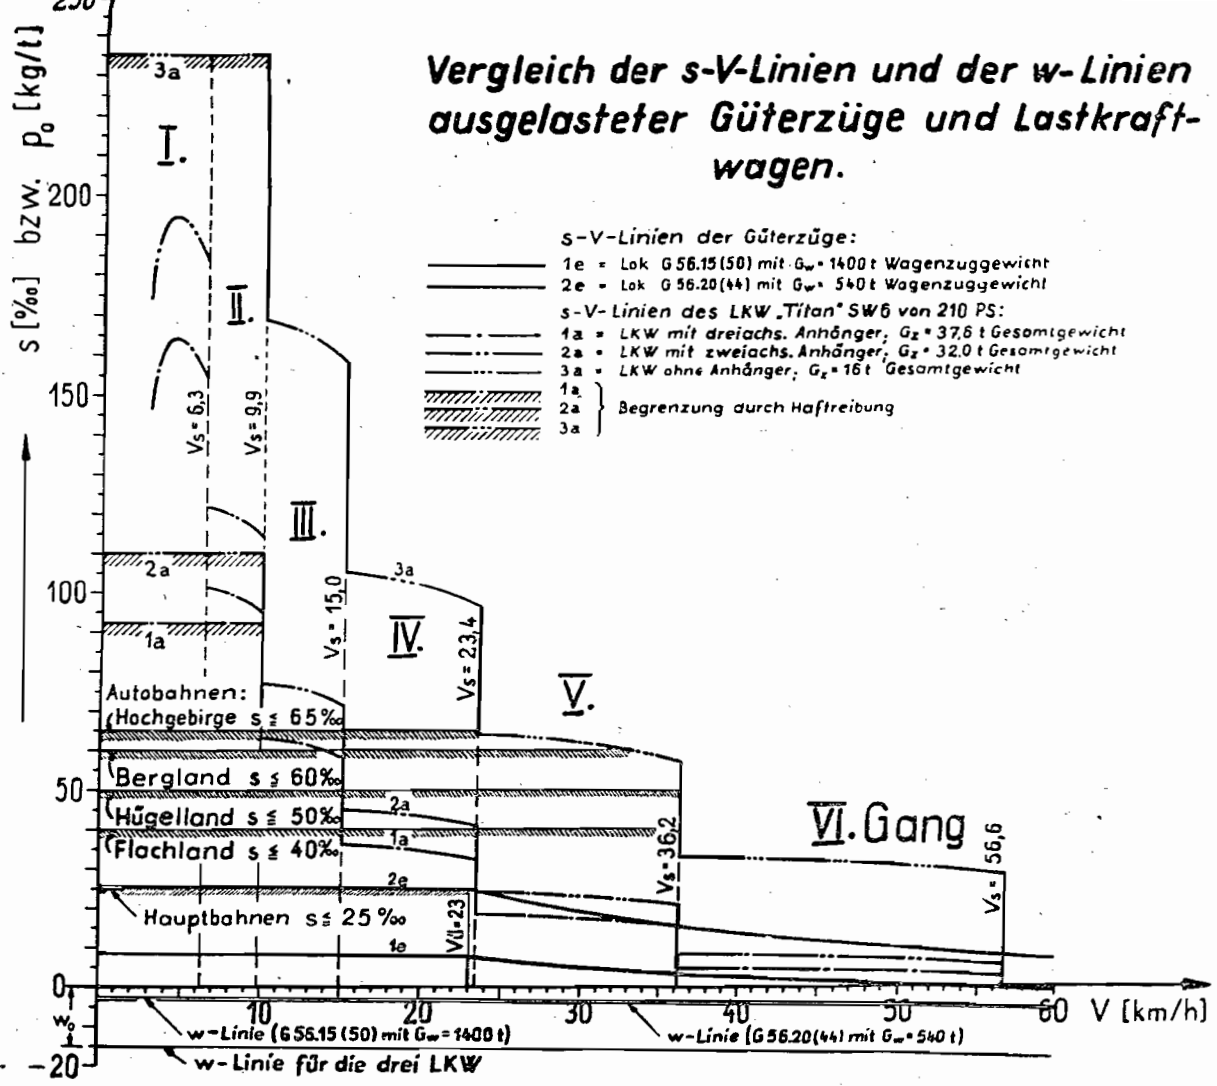 250
s [‰] bzw. p₀ [kg/t]
Vergleich der s-V-Linien und der w-Linien
ausgelasteter Güterzüge und Lastkraft-
wagen.
s-V-Linien der Güterzüge:
1e = Lok G 56.15 (50) mit Gw = 1400 t Wagenzuggewicht
2e = Lok G 56.20 (44) mit Gw = 540 t Wagenzuggewicht
s-V-Linien des LKW „Titan" SW6 von 210 PS:
1a = LKW mit dreiachs. Anhänger, Gz = 37,6 t Gesamtgewicht
2a = LKW mit zweiachs. Anhänger, Gz = 32.0 t Gesamtgewicht
3a = LKW ohne Anhänger, Gz = 16 t Gesamtgewicht
1a
2a Begrenzung durch Haftreibung
3a
3a
I.
200
II.
150
Vs = 6,3
Vs = 9,9
III.
2a
100
1a
Vs = 15,0
3a
IV.
Vs = 23,4
V.
Autobahnen:
Hochgebirge s ≦ 65‰
Bergland s ≦ 60‰
50
Hügelland s ≦ 50‰
Flachland s ≦ 40‰
2a
1a
2e
Hauptbahnen s ≦ 25‰
1e
Vü = 23
Vs = 36,2
VI. Gang
Vs = 56,6
0
10 20 30 40 50 60 V [km/h]
w₀
w-Linie (G 56.15 (50) mit Gw = 1400 t)
w-Linie (G 56.20 (44) mit Gw = 540 t)
w-Linie für die drei LKW
-20